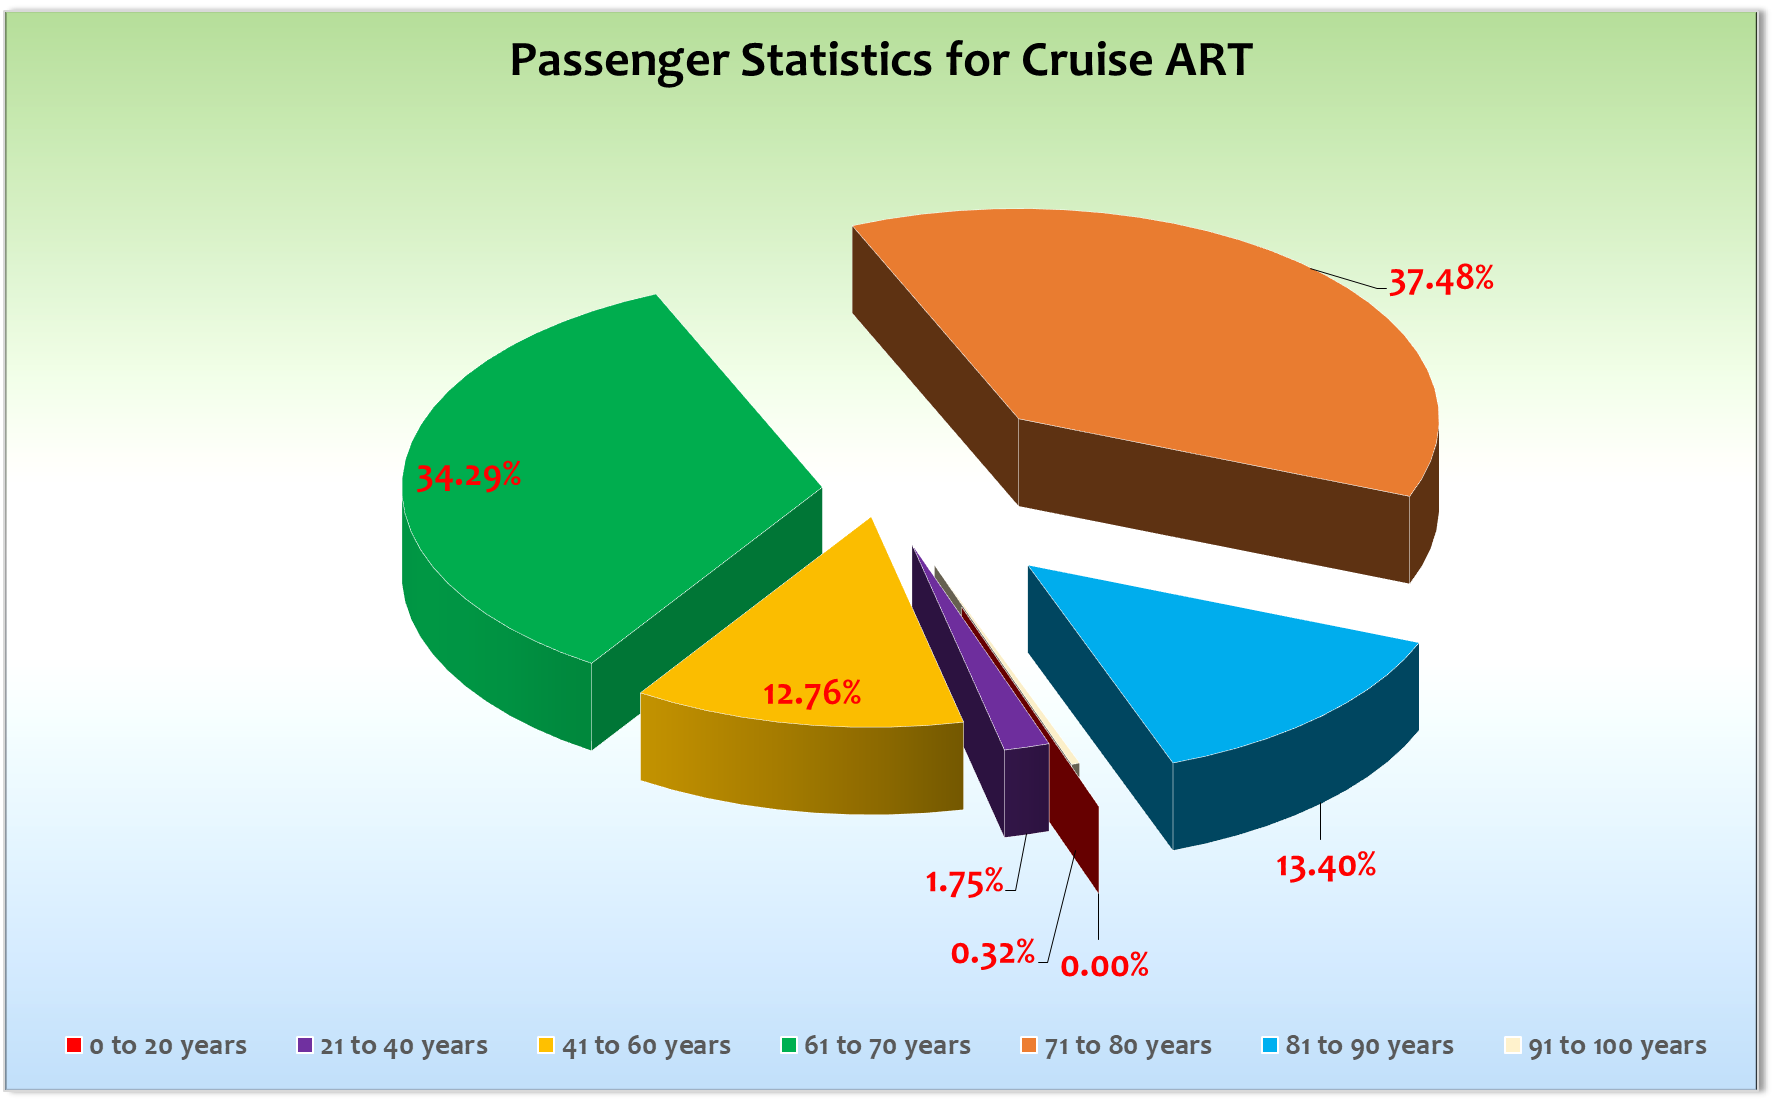 Passenger Statistics for Cruise ART
37.48%
34.29%
12.76%
13.40%
1.75%
0.32%
0.00%
0 to 20 years
21 to 40 years
41 to 60 years
61 to 70 years
71 to 80 years
81 to 90 years
91 to 100 years